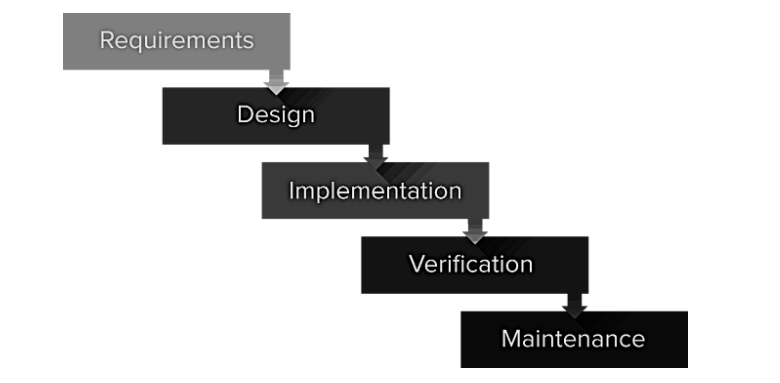 Requirements
Design
Implementation
Verification
Maintenance